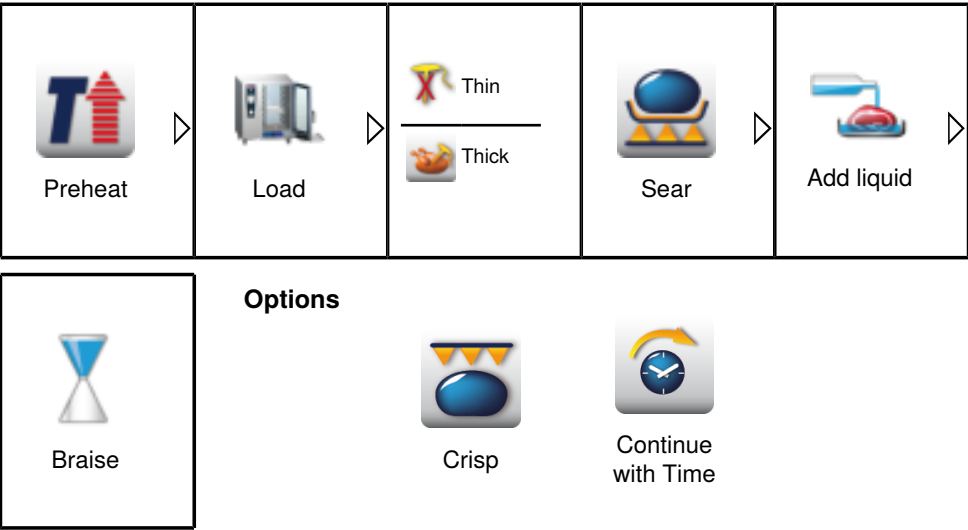 Preheat
Load
Thin
Thick
Sear
Add liquid
Braise
Options
Crisp
Continue
with Time